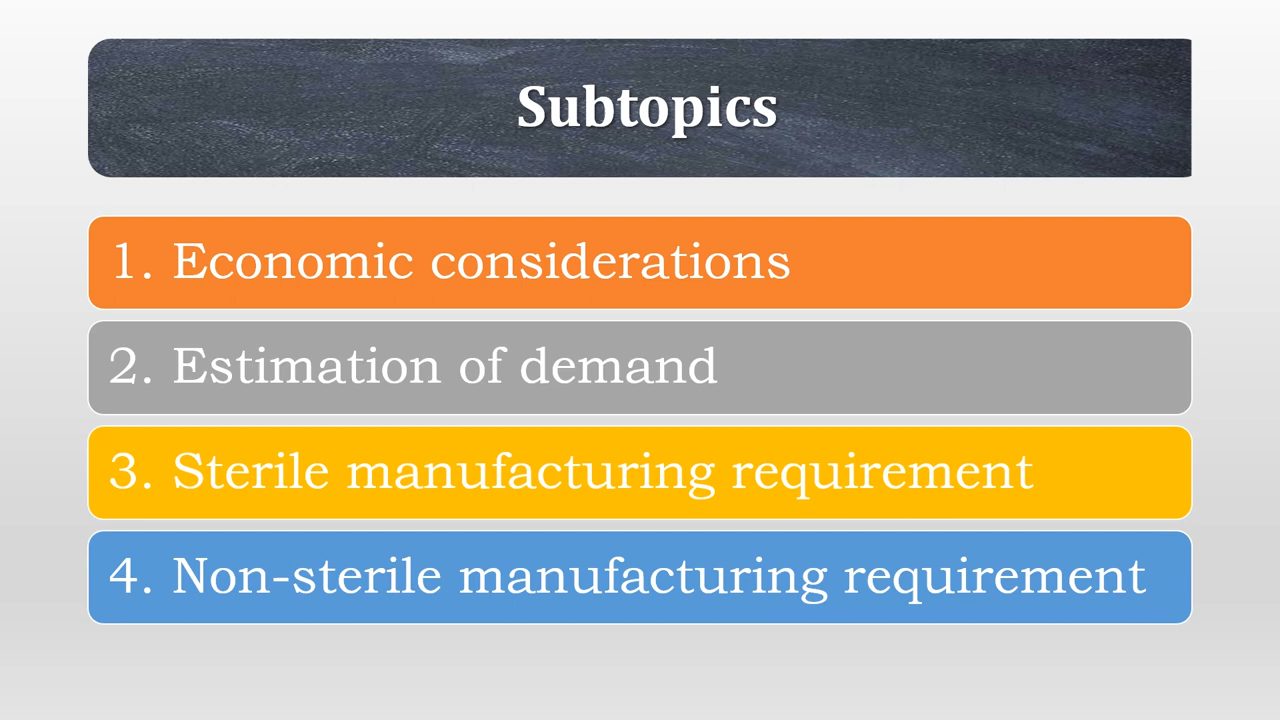 Subtopics
1. Economic considerations
2. Estimation of demand
3. Sterile manufacturing requirement
4. Non-sterile manufacturing requirement